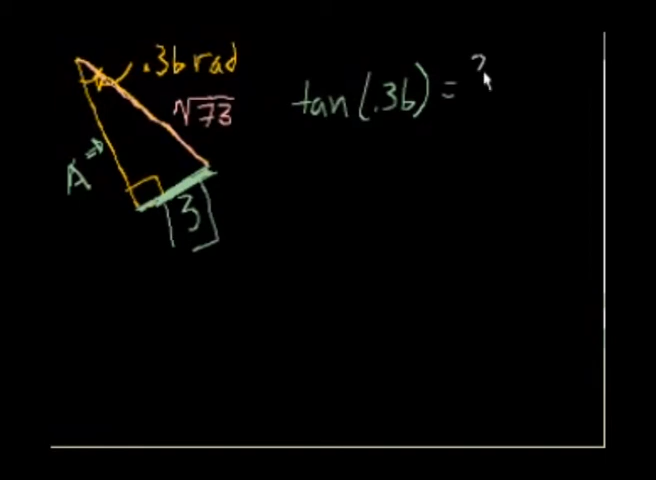 .36 rad
tan(.36) =
√73
A
3